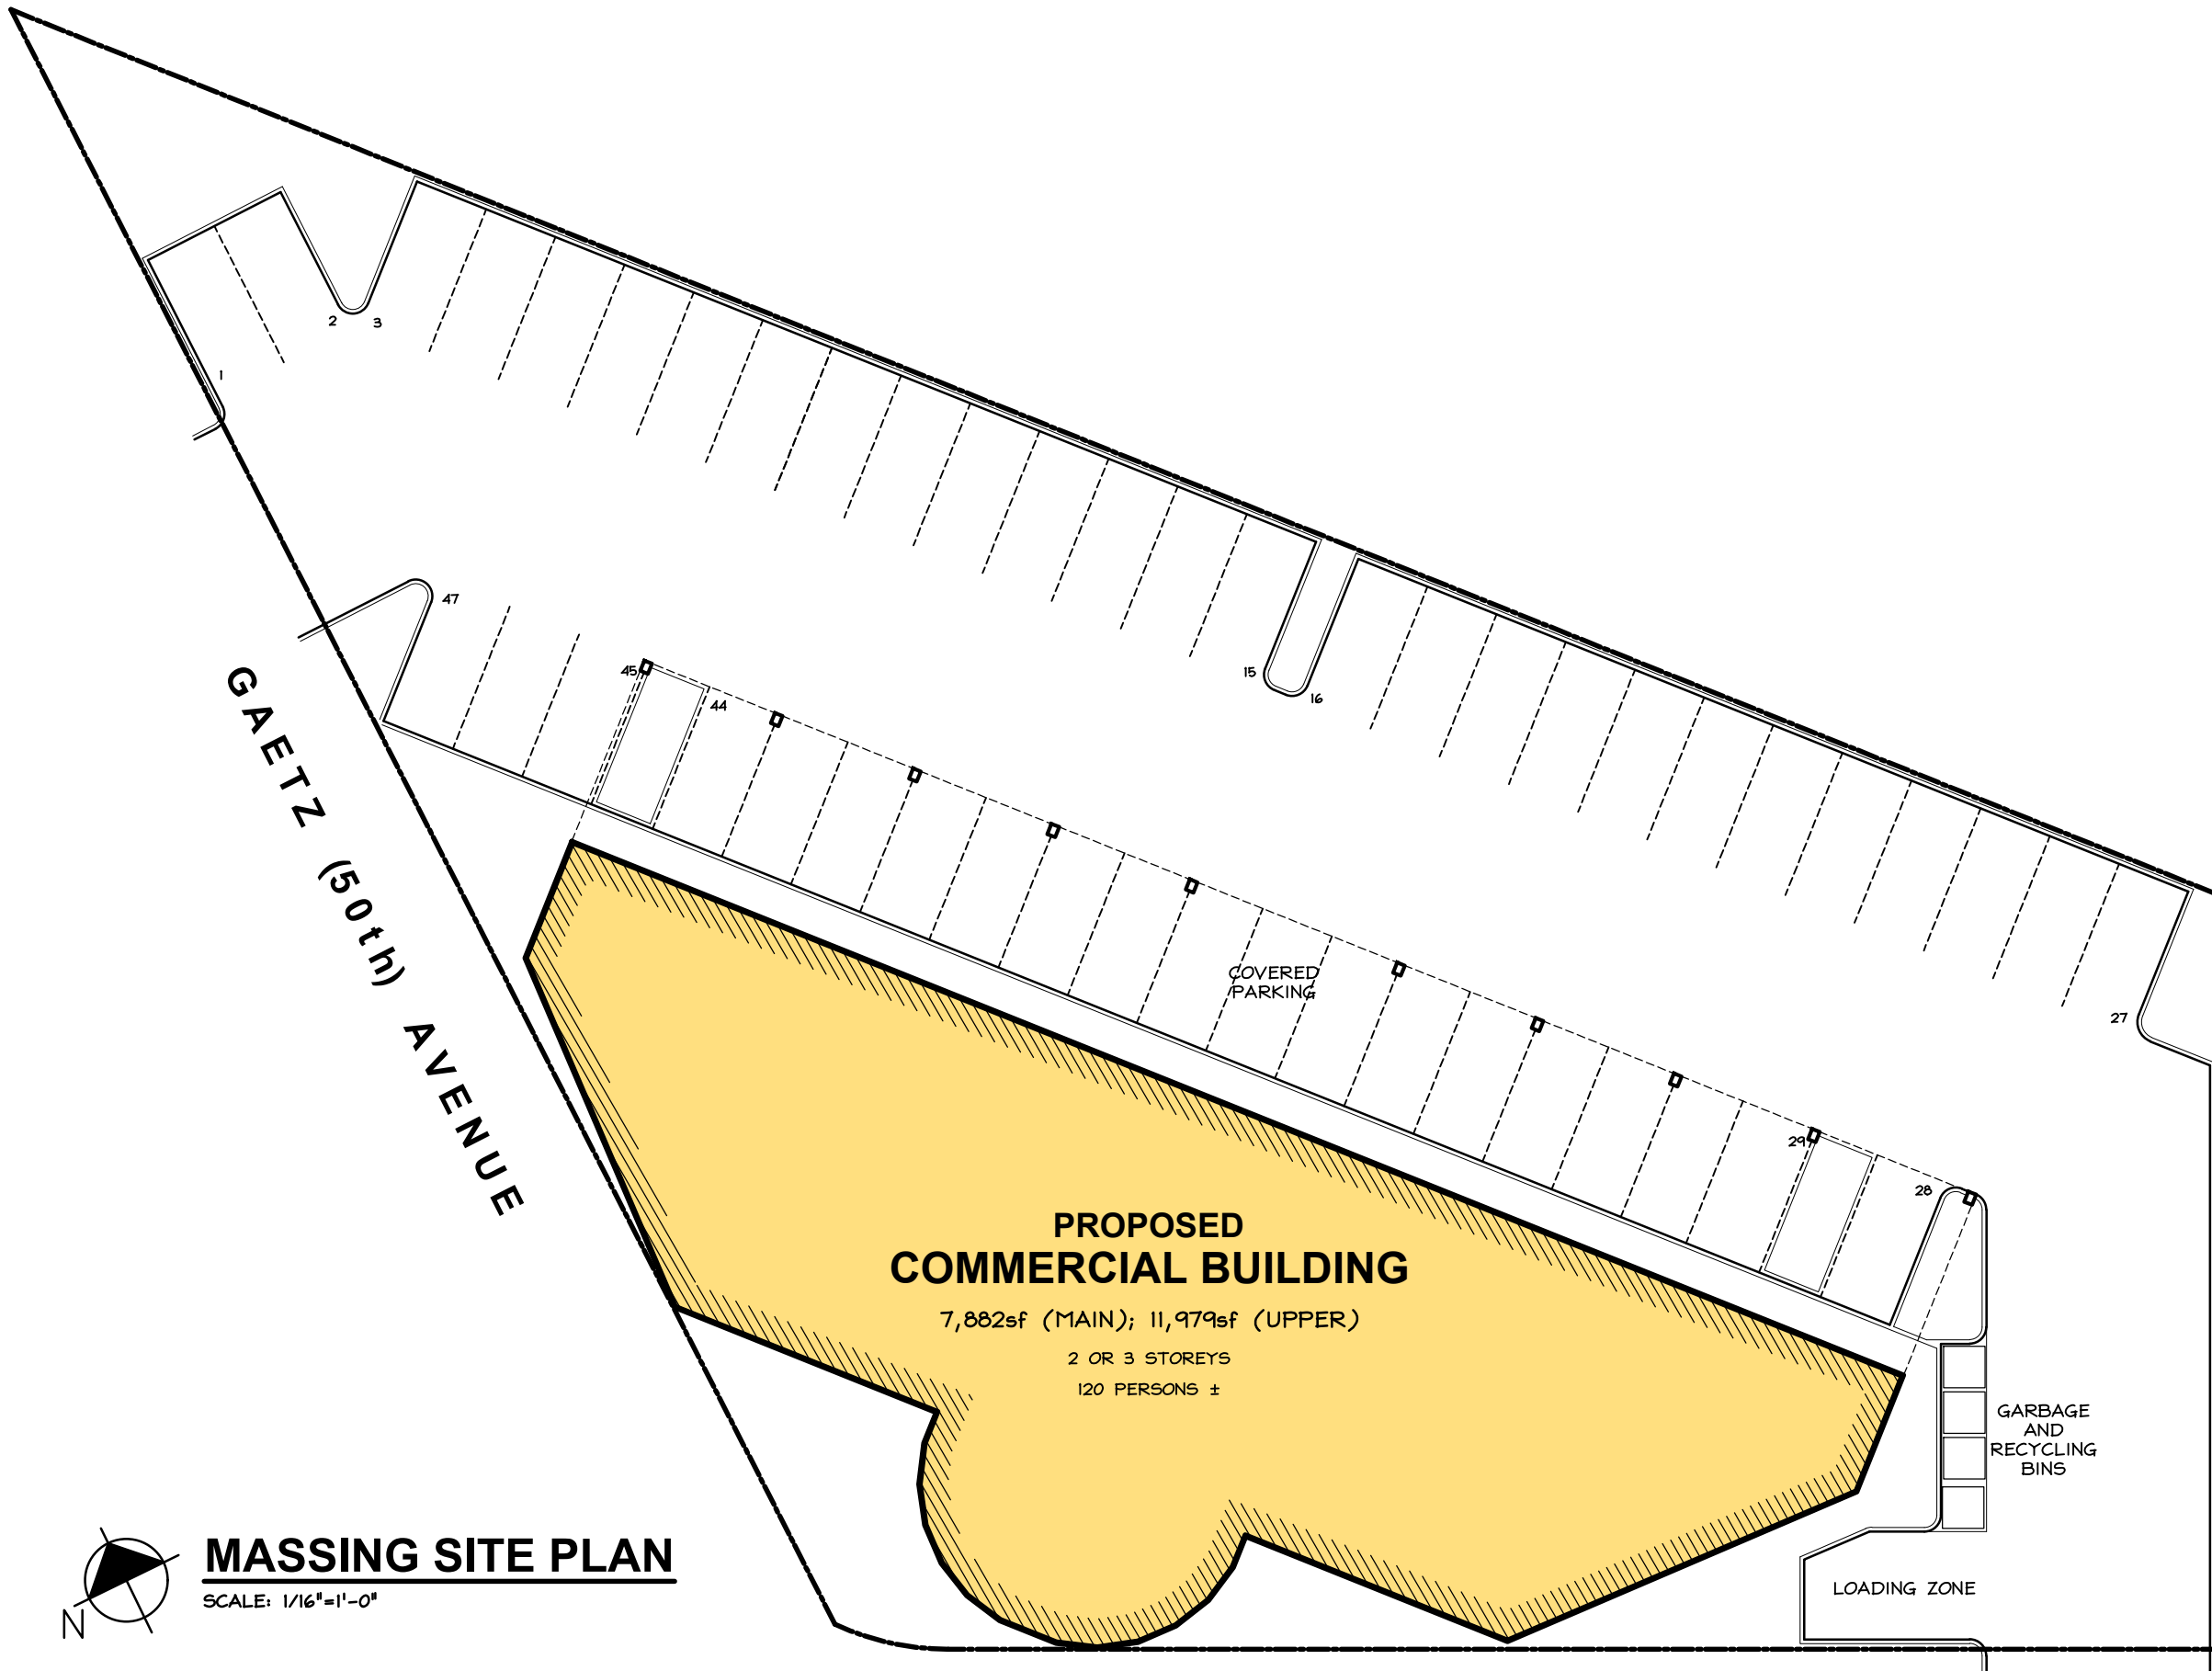 1
2
3
47
45
44
15
16
GAETZ (50th) AVENUE
COVERED
PARKING
27
29
28
PROPOSED
COMMERCIAL BUILDING
7,882sf (MAIN); 11,979sf (UPPER)
2 OR 3 STOREYS
120 PERSONS ±
GARBAGE
AND
RECYCLING
BINS
LOADING ZONE
N
MASSING SITE PLAN
SCALE: 1/16"=1'-0"